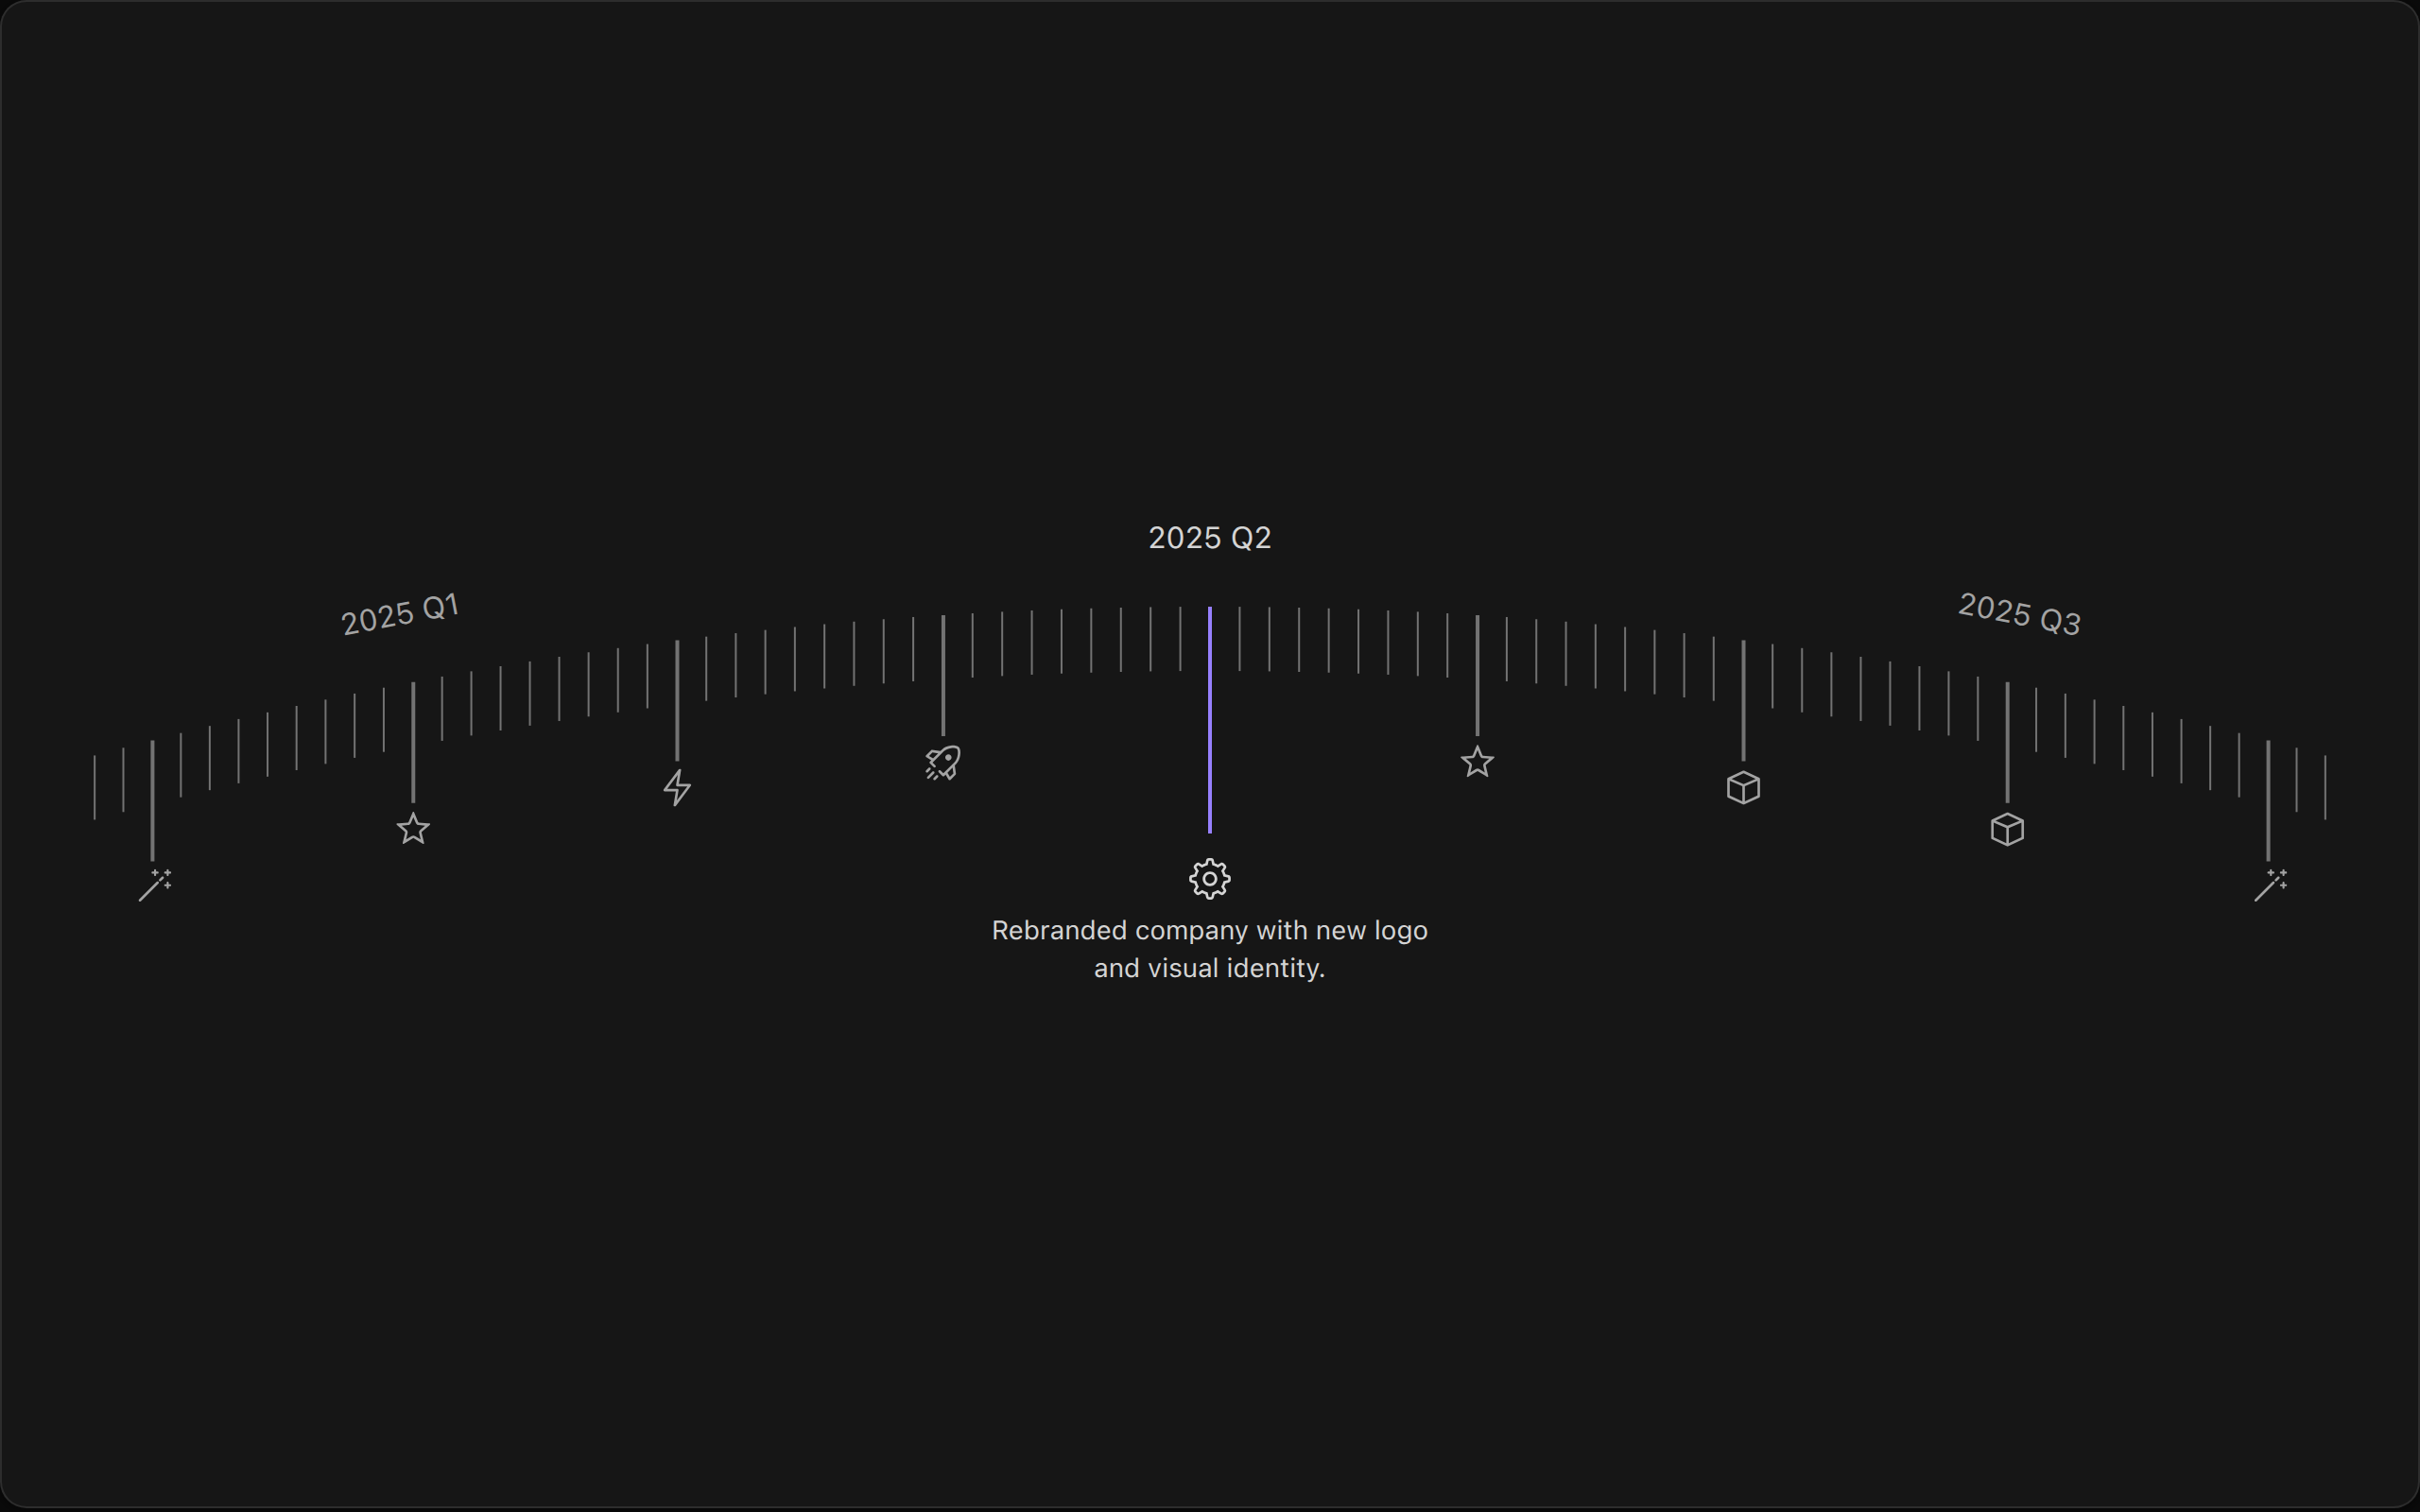 2025 Q1
2025 Q2
2025 Q3
Rebranded company with new logo
and visual identity.